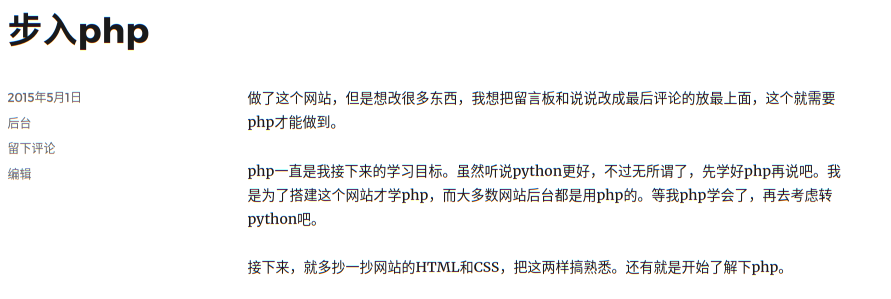 步入php
2015年5月1日
后台
留下评论
编辑
做了这个网站，但是想改很多东西，我想把留言板和说说改成最后评论的放最上面，这个就需要
php才能做到。
php一直是我接下来的学习目标。虽然听说python更好，不过无所谓了，先学好php再说吧。我
是为了搭建这个网站才学php，而大多数网站后台都是用php的。等我php学会了，再去考虑转
python吧。
接下来，就多抄一抄网站的HTML和CSS，把这两样搞熟悉。还有就是开始了解下php。